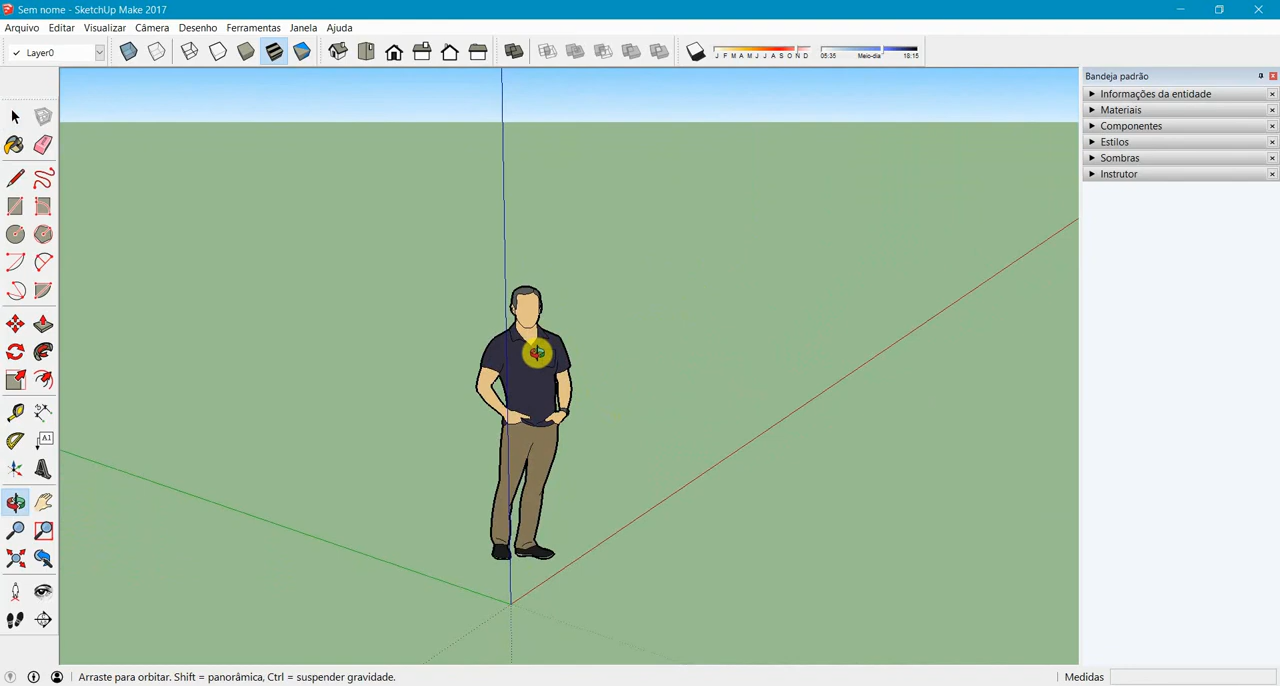 Sem nome - SketchUp Make 2017
Arquivo Editar Visualizar Câmera Desenho Ferramentas Janela Ajuda
Layer0
J F M A M J J A S O N D
05:35 Meio-dia 18:15
Bandeja padrão
Informações da entidade
Materiais
Componentes
Estilos
Sombras
Instrutor
A1
Arraste para orbitar. Shift = panorâmica, Ctrl = suspender gravidade.
Medidas